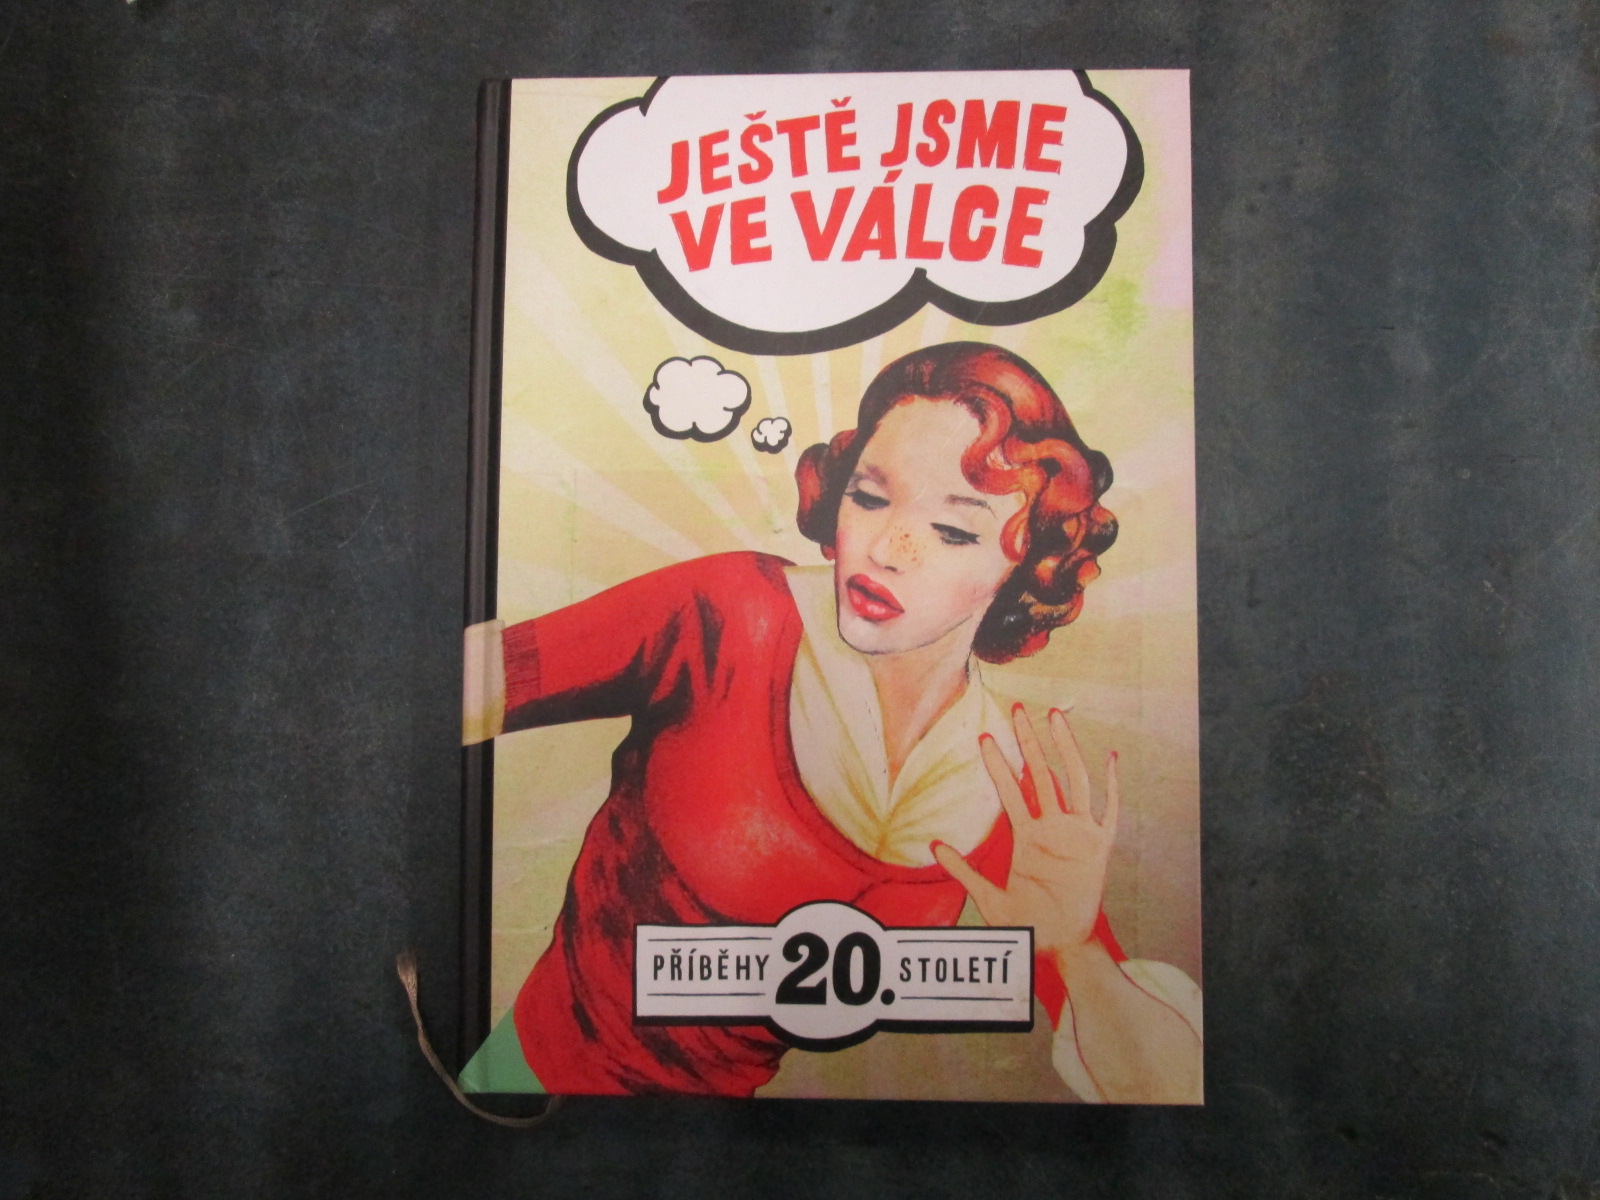 JEŠTĚ JSME
VE VÁLCE
PŘÍBĚHY 20. STOLETÍ